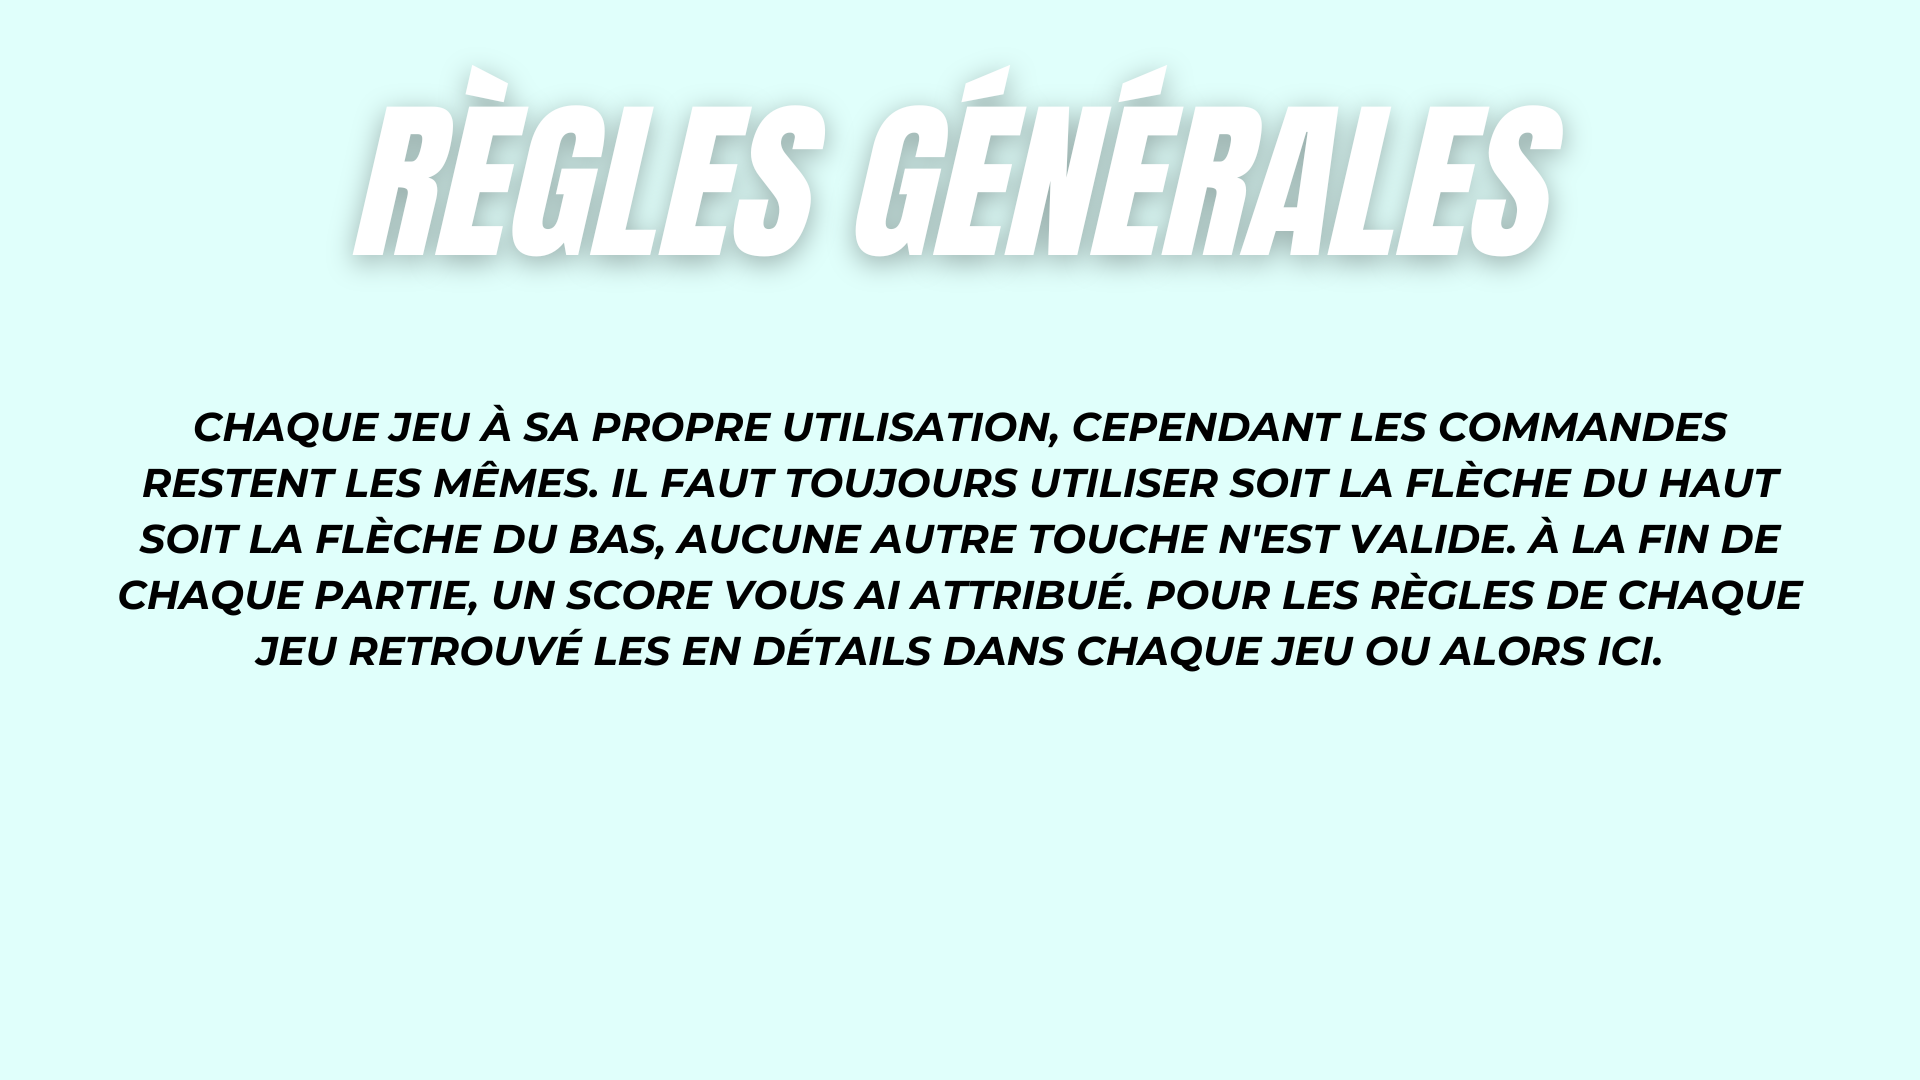 RÈGLES GÉNÉRALES
CHAQUE JEU À SA PROPRE UTILISATION, CEPENDANT LES COMMANDES
RESTENT LES MÊMES. IL FAUT TOUJOURS UTILISER SOIT LA FLÈCHE DU HAUT
SOIT LA FLÈCHE DU BAS, AUCUNE AUTRE TOUCHE N'EST VALIDE. À LA FIN DE
CHAQUE PARTIE, UN SCORE VOUS AI ATTRIBUÉ. POUR LES RÈGLES DE CHAQUE
JEU RETROUVÉ LES EN DÉTAILS DANS CHAQUE JEU OU ALORS ICI.